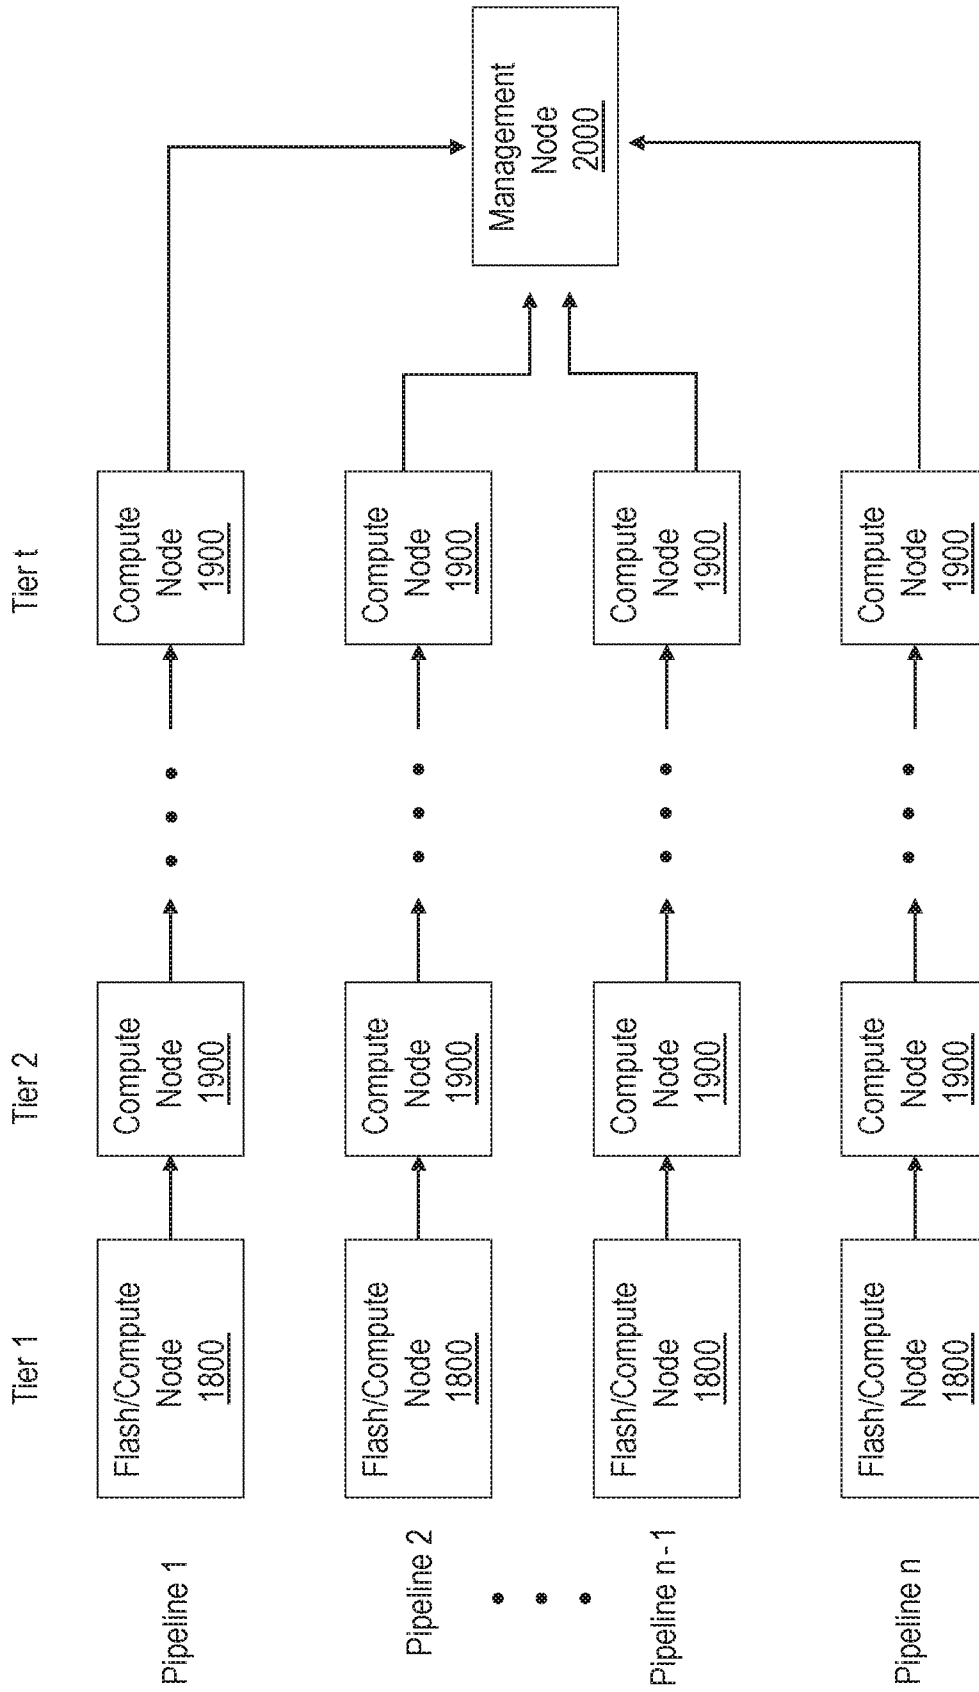 Tier 1
Tier 2
Tier t
Pipeline 1
Flash/Compute
Node
1800
Compute
Node
1900
Compute
Node
1900
Pipeline 2
Flash/Compute
Node
1800
Compute
Node
1900
Compute
Node
1900
Management
Node
2000
Pipeline n-1
Flash/Compute
Node
1800
Compute
Node
1900
Compute
Node
1900
Pipeline n
Flash/Compute
Node
1800
Compute
Node
1900
Compute
Node
1900